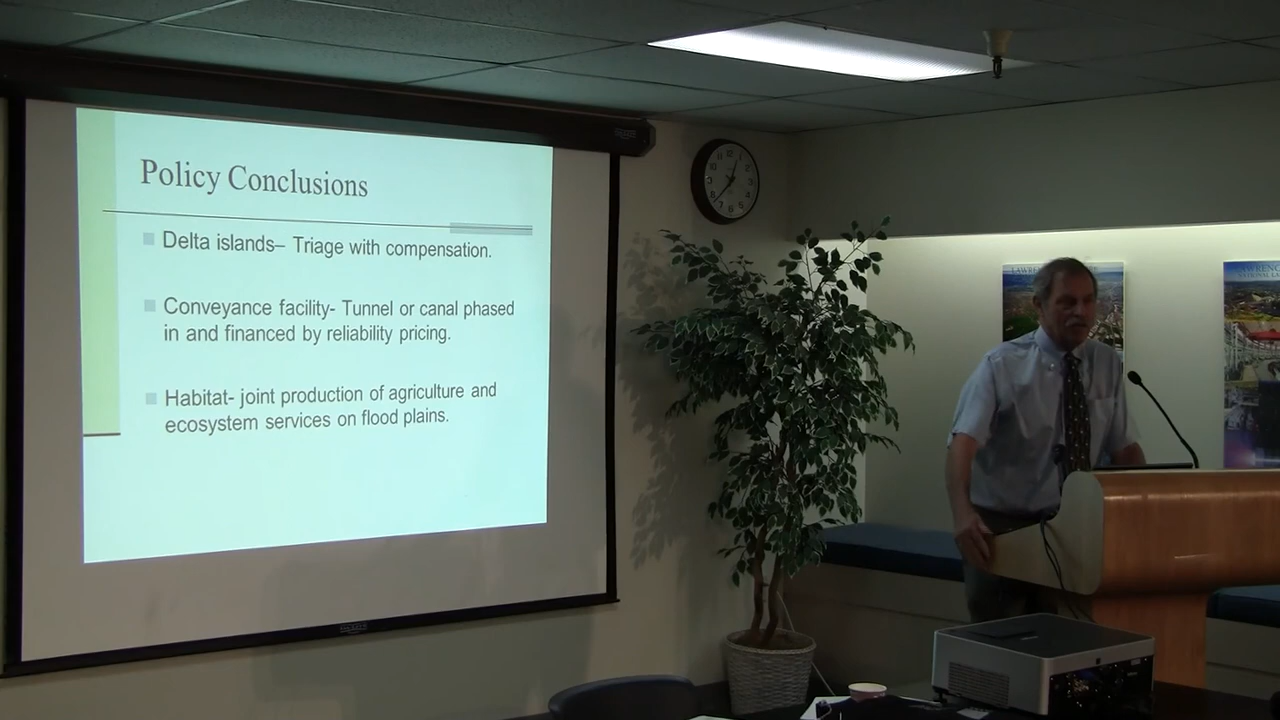 Policy Conclusions
Delta islands– Triage with compensation.
Conveyance facility- Tunnel or canal phased
in and financed by reliability pricing.
Habitat- joint production of agriculture and
ecosystem services on flood plains.